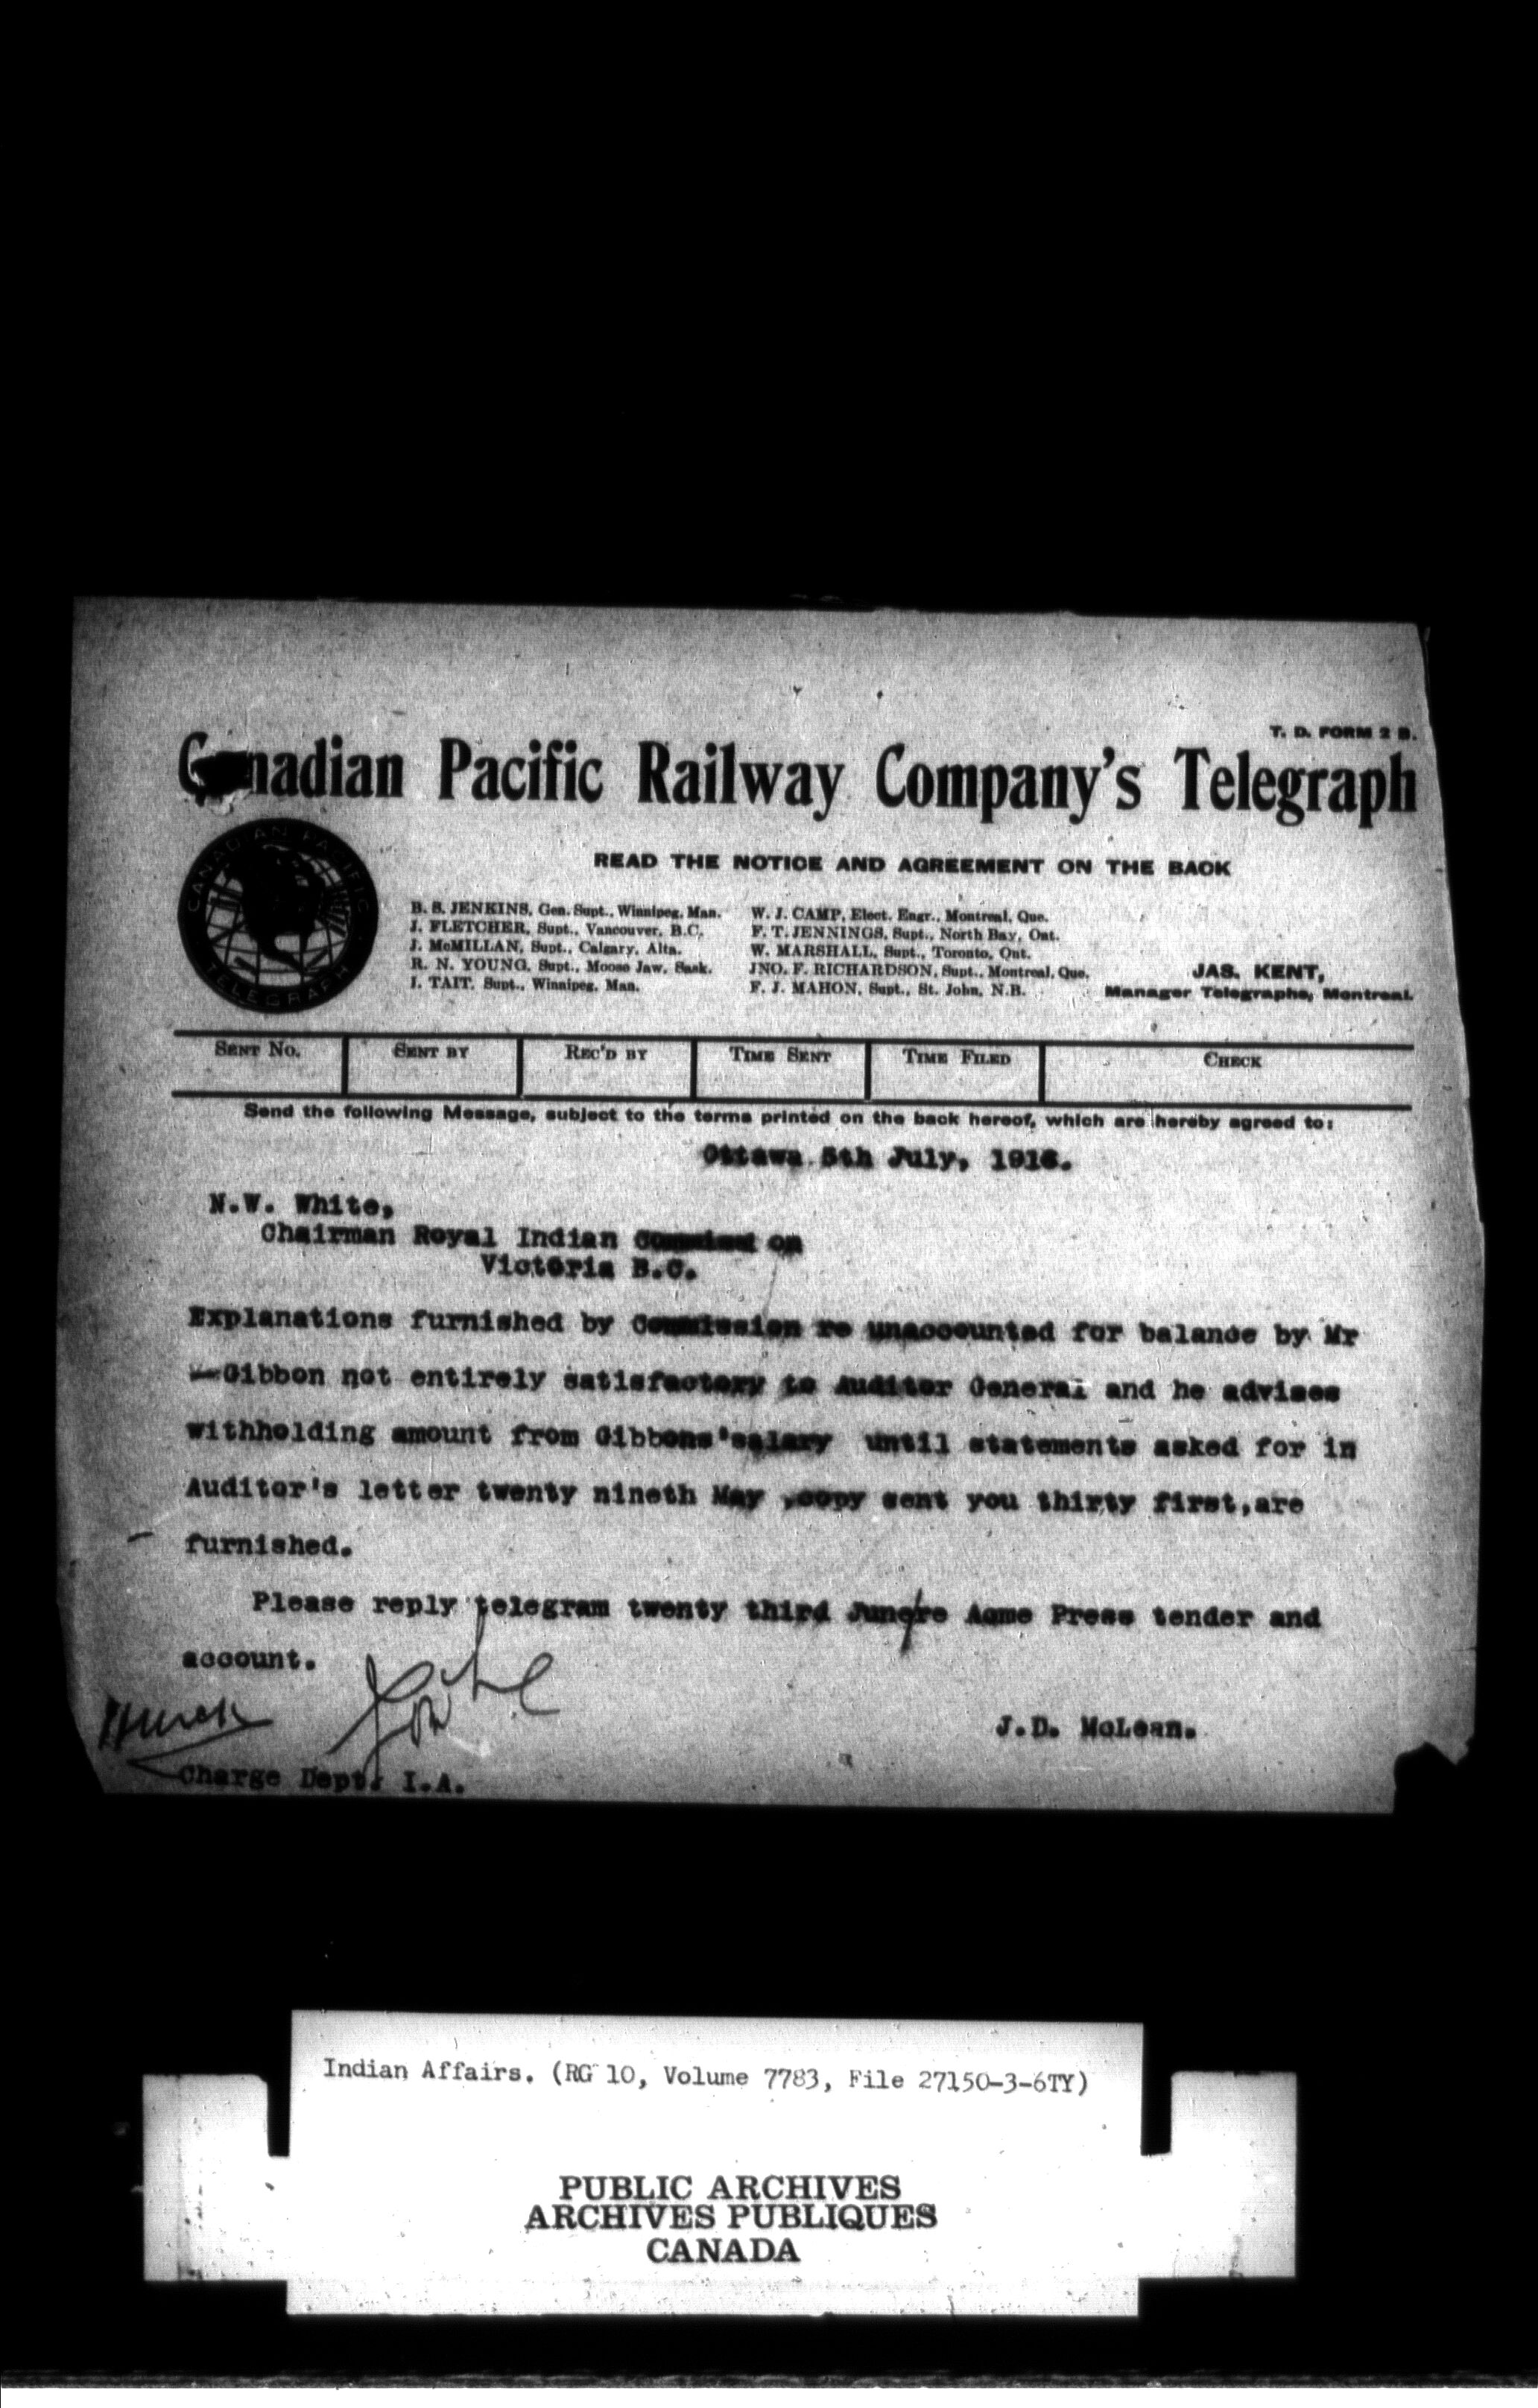 T. D. FORM 2 B.
Canadian Pacific Railway Company's Telegraph
CANADIAN PACIFIC
TELEGRAPH
READ THE NOTICE AND AGREEMENT ON THE BACK
B. S. JENKINS, Gen. Supt., Winnipeg, Man.
J. FLETCHER, Supt., Vancouver, B.C.
J. McMILLAN, Supt., Calgary, Alta.
R. N. YOUNG, Supt., Moose Jaw, Sask.
J. TAIT, Supt., Winnipeg, Man.
W. J. CAMP, Elect. Engr., Montreal, Que.
F. T. JENNINGS, Supt., North Bay, Ont.
W. MARSHALL, Supt., Toronto, Ont.
JNO. F. RICHARDSON, Supt., Montreal, Que.
F. J. MAHON, Supt., St. John, N.B.
JAS. KENT,
Manager Telegraphs, Montreal.
SENT NO. SENT BY REC'D BY TIME SENT TIME FILED CHECK
Send the following Message, subject to the terms printed on the back hereof, which are hereby agreed to:
Ottawa 5th July, 1916.
N.W. White,
Chairman Royal Indian Commission
Victoria B.C.
Explanations furnished by Commission re unaccounted for balance by Mr
Gibbon not entirely satisfactory to Auditor General and he advises
withholding amount from Gibbons'salary until statements asked for in
Auditor's letter twenty nineth May ,copy sent you thirty first,are
furnished.
Please reply telegram twenty third June/re Acme Press tender and
account.
J.D. McLean.
Charge Dept. I.A.
Indian Affairs. (RG 10, Volume 7783, File 27150-3-6TY)
PUBLIC ARCHIVES
ARCHIVES PUBLIQUES
CANADA